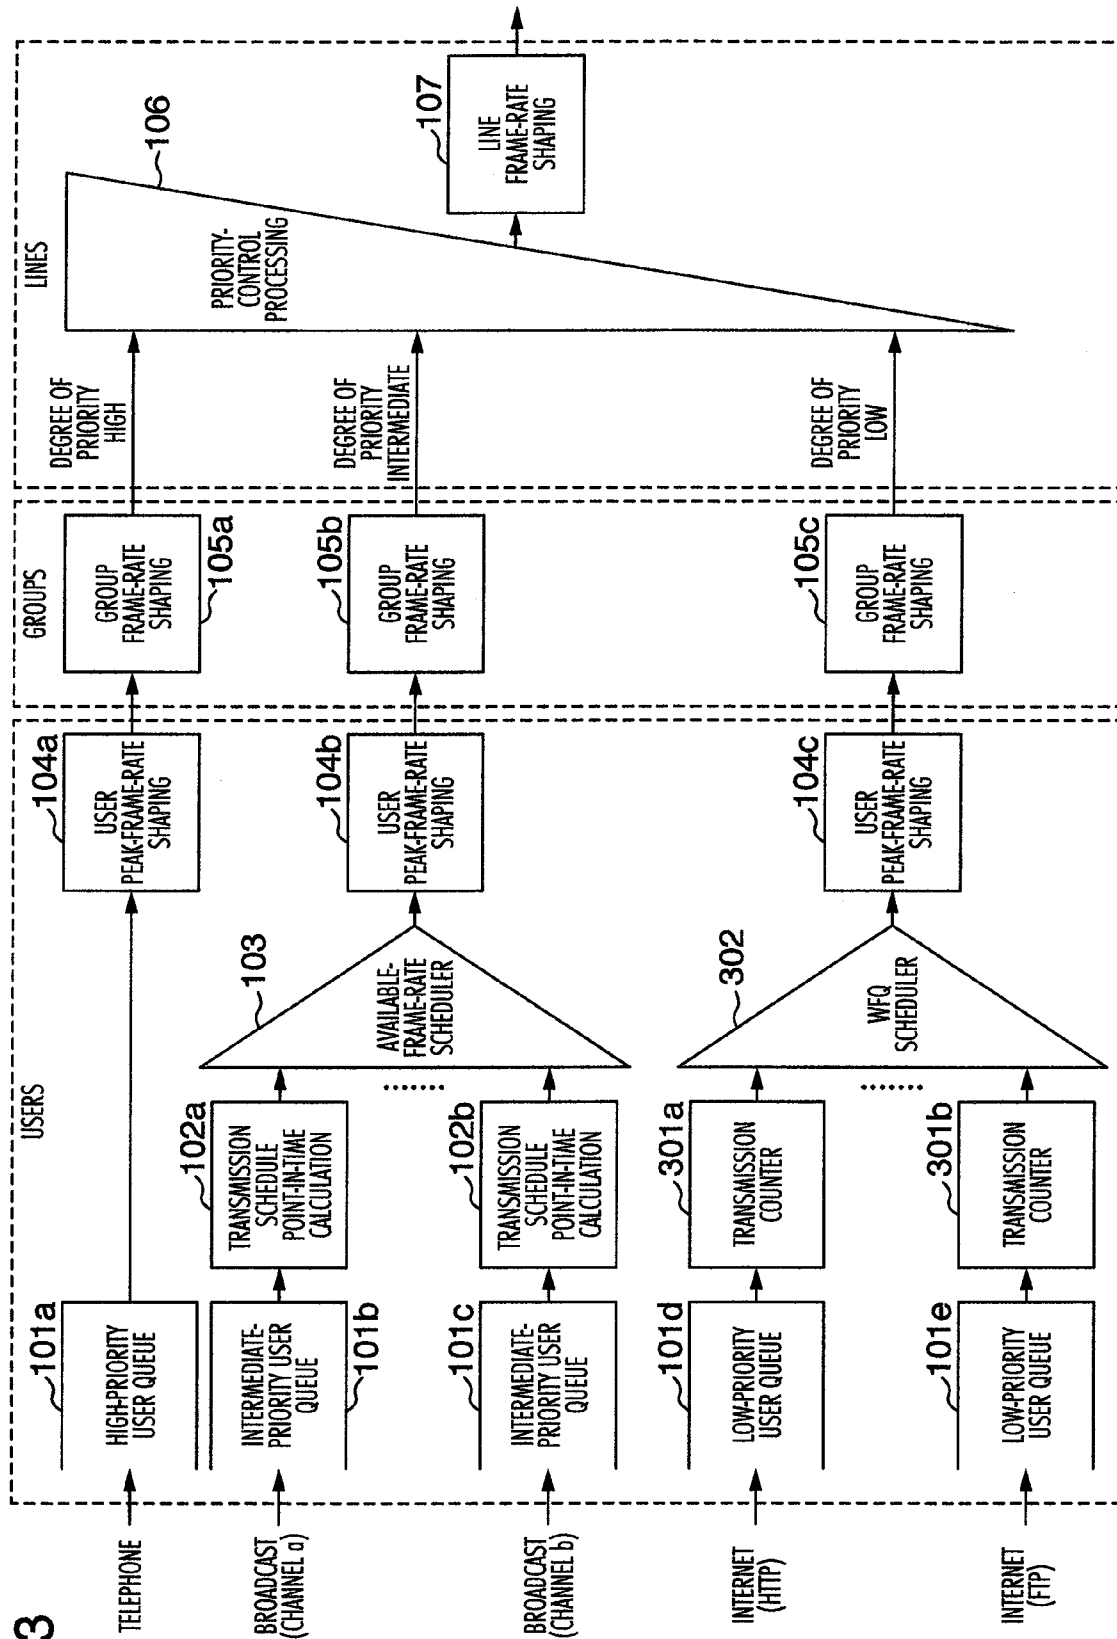 3
USERS
GROUPS
LINES
TELEPHONE
101a
HIGH-PRIORITY
USER QUEUE
104a
USER
PEAK-FRAME-RATE
SHAPING
GROUP
FRAME-RATE
SHAPING
105a
DEGREE OF
PRIORITY
HIGH
PRIORITY-
CONTROL
PROCESSING
106
BROADCAST
(CHANNEL a)
INTERMEDIATE-
PRIORITY USER
QUEUE
101b
102a
TRANSMISSION
SCHEDULE
POINT-IN-TIME
CALCULATION
103
AVAILABLE-
FRAME-RATE
SCHEDULER
104b
USER
PEAK-FRAME-RATE
SHAPING
105b
GROUP
FRAME-RATE
SHAPING
DEGREE OF
PRIORITY
INTERMEDIATE
107
LINE
FRAME-RATE
SHAPING
BROADCAST
(CHANNEL b)
101c
INTERMEDIATE-
PRIORITY USER
QUEUE
102b
TRANSMISSION
SCHEDULE
POINT-IN-TIME
CALCULATION
INTERNET
(HTTP)
101d
LOW-PRIORITY
USER QUEUE
301a
TRANSMISSION
COUNTER
302
WFQ
SCHEDULER
104c
USER
PEAK-FRAME-RATE
SHAPING
105c
GROUP
FRAME-RATE
SHAPING
DEGREE OF
PRIORITY
LOW
INTERNET
(FTP)
101e
LOW-PRIORITY
USER QUEUE
301b
TRANSMISSION
COUNTER